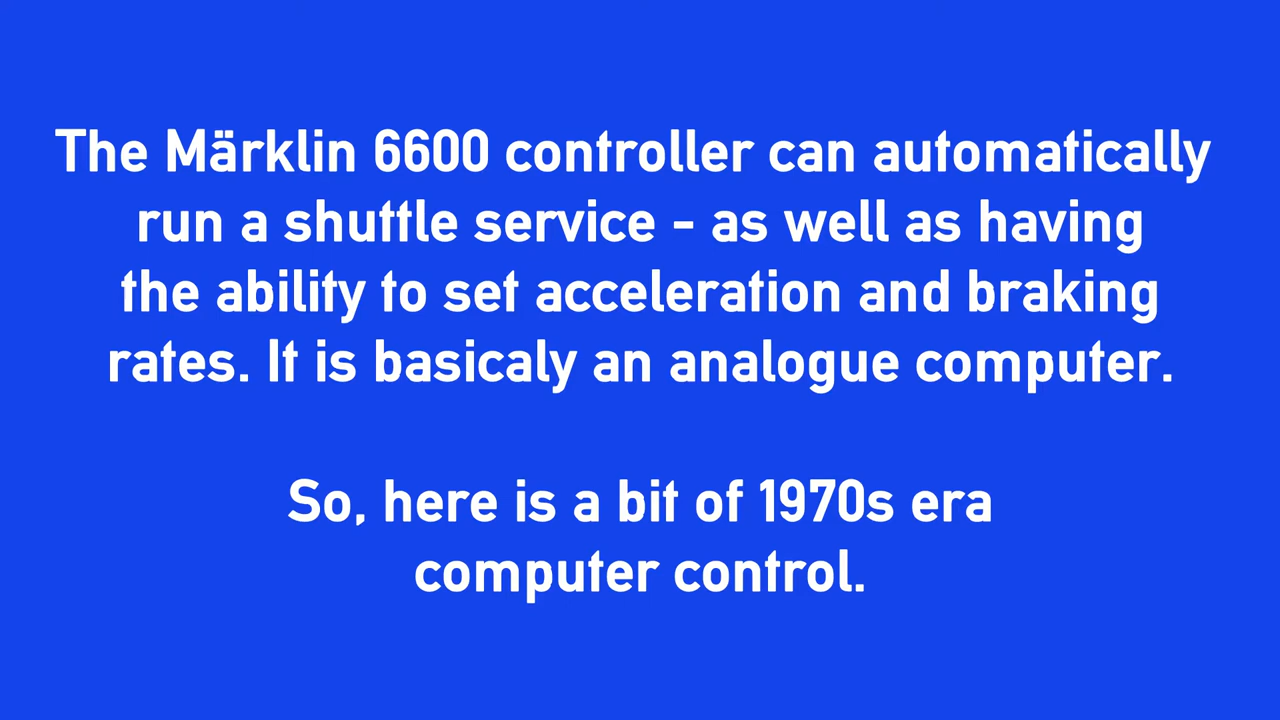 The Märklin 6600 controller can automatically
run a shuttle service - as well as having
the ability to set acceleration and braking
rates. It is basicaly an analogue computer.
So, here is a bit of 1970s era
computer control.